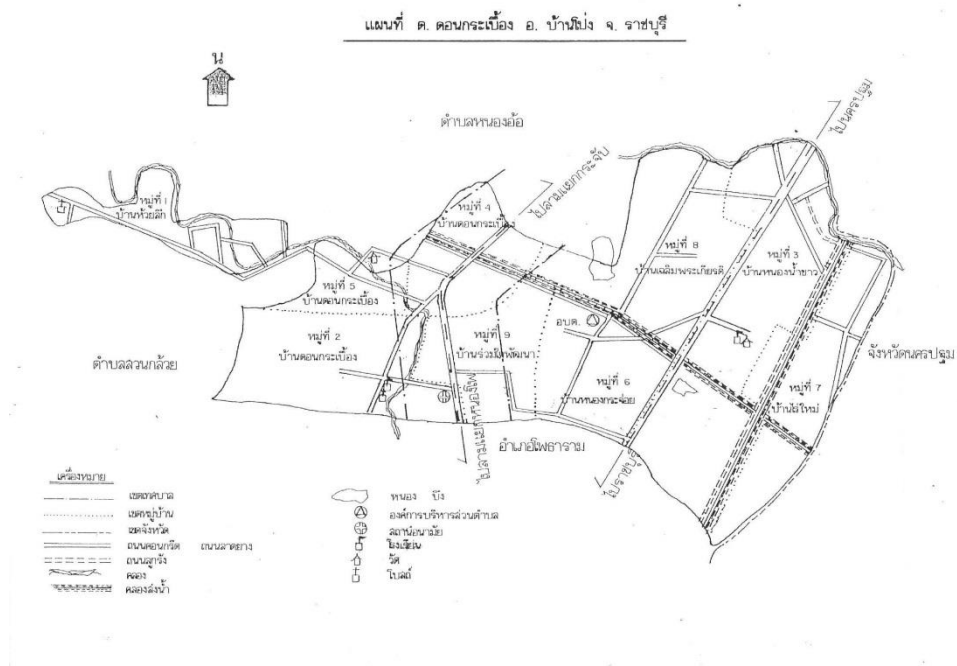 แผนที่ ต. ดอนกระเบื้อง อ. บ้านโป่ง จ. ราชบุรี
น
ตำบลหนองอ้อ
ไปนครปฐม
ไปสามแยกกระจับ
หมู่ที่ 1
บ้านห้วยลึก
หมู่ที่ 4
บ้านดอนกระเบื้อง
หมู่ที่ 8
บ้านเฉลิมพระเกียรติ
หมู่ที่ 3
บ้านหนองน้ำขาว
หมู่ที่ 5
บ้านดอนกระเบื้อง
หมู่ที่ 2
บ้านดอนกระเบื้อง
หมู่ที่ 9
บ้านร่วมใจพัฒนา
อบต.
ตำบลสวนกล้วย
จังหวัดนครปฐม
หมู่ที่ 6
บ้านหนองกระจ่อย
หมู่ที่ 7
บ้านไผ่ใหม่
อำเภอโพธาราม
ไปราชบุรี
เครื่องหมาย
เขตเทศบาล
เขตหมู่บ้าน
เขตจังหวัด
ถนนคอนกรีต ถนนลาดยาง
ถนนลูกรัง
คลอง
คลองส่งน้ำ
หนอง บึง
องค์การบริหารส่วนตำบล
สถานีอนามัย
โรงเรียน
วัด
โบสถ์